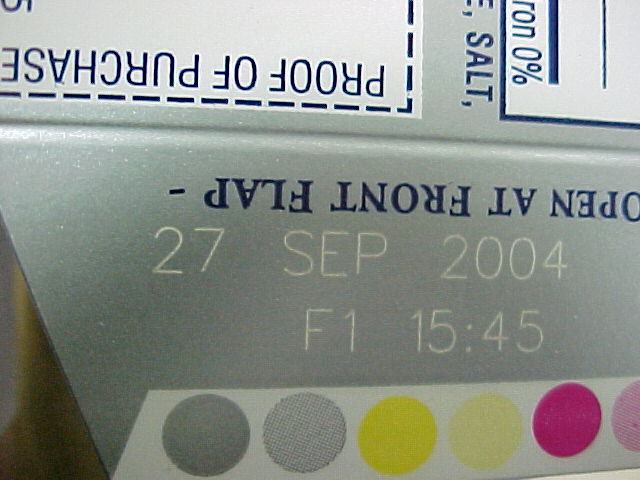 PROOF OF PURCHASE
E, SALT,
ron 0%
OPEN AT FRONT FLAP -
27 SEP 2004
F1 15:45